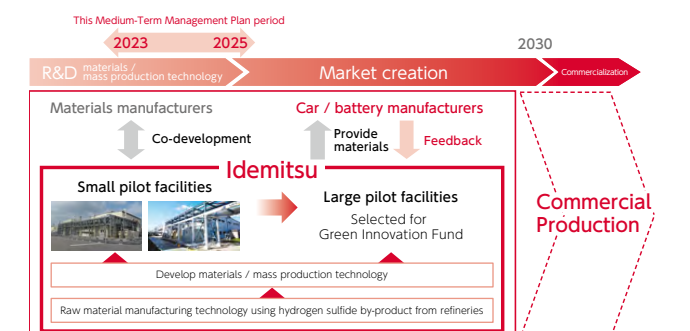 This Medium-Term Management Plan period
2023
2025
2030
R&D materials /
mass production technology
Market creation
Commercialization
Materials manufacturers
Car / battery manufacturers
Co-development
Provide
materials
Feedback
Idemitsu
Small pilot facilities
Large pilot facilities
Selected for
Green Innovation Fund
Commercial
Production
Develop materials / mass production technology
Raw material manufacturing technology using hydrogen sulfide by-product from refineries